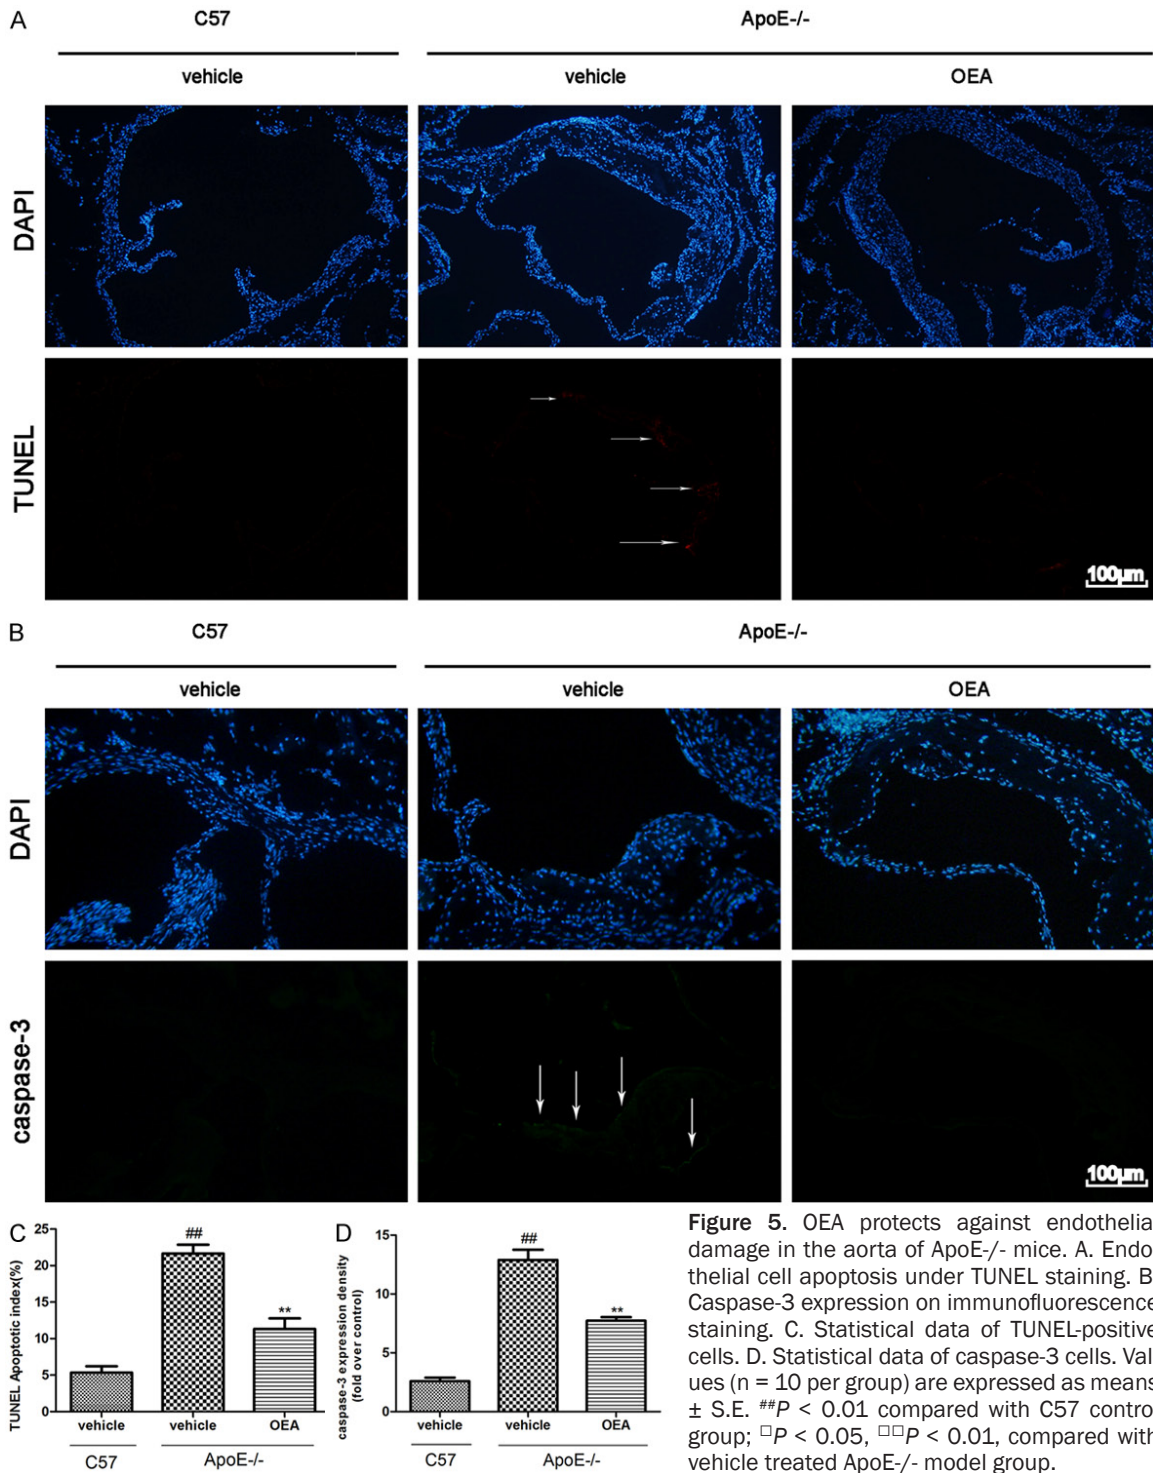 A
C57
ApoE-/-
vehicle
vehicle
OEA
DAPI
TUNEL
100μm
B
C57
ApoE-/-
vehicle
vehicle
OEA
DAPI
caspase-3
100μm
C
TUNEL Apoptotic index(%)
25
20
15
10
5
0
##
**
vehicle
vehicle
OEA
C57
ApoE-/-
D
caspase-3 expression density
(fold over control)
15
10
5
0
##
**
vehicle
vehicle
OEA
C57
ApoE-/-
Figure 5. OEA protects against endothelia
damage in the aorta of ApoE-/- mice. A. Endo
thelial cell apoptosis under TUNEL staining. B
Caspase-3 expression on immunofluorescence
staining. C. Statistical data of TUNEL-positive
cells. D. Statistical data of caspase-3 cells. Val
ues (n = 10 per group) are expressed as means
± S.E. ##P < 0.01 compared with C57 contro
group; □P < 0.05, □□P < 0.01, compared with
vehicle treated ApoE-/- model group.